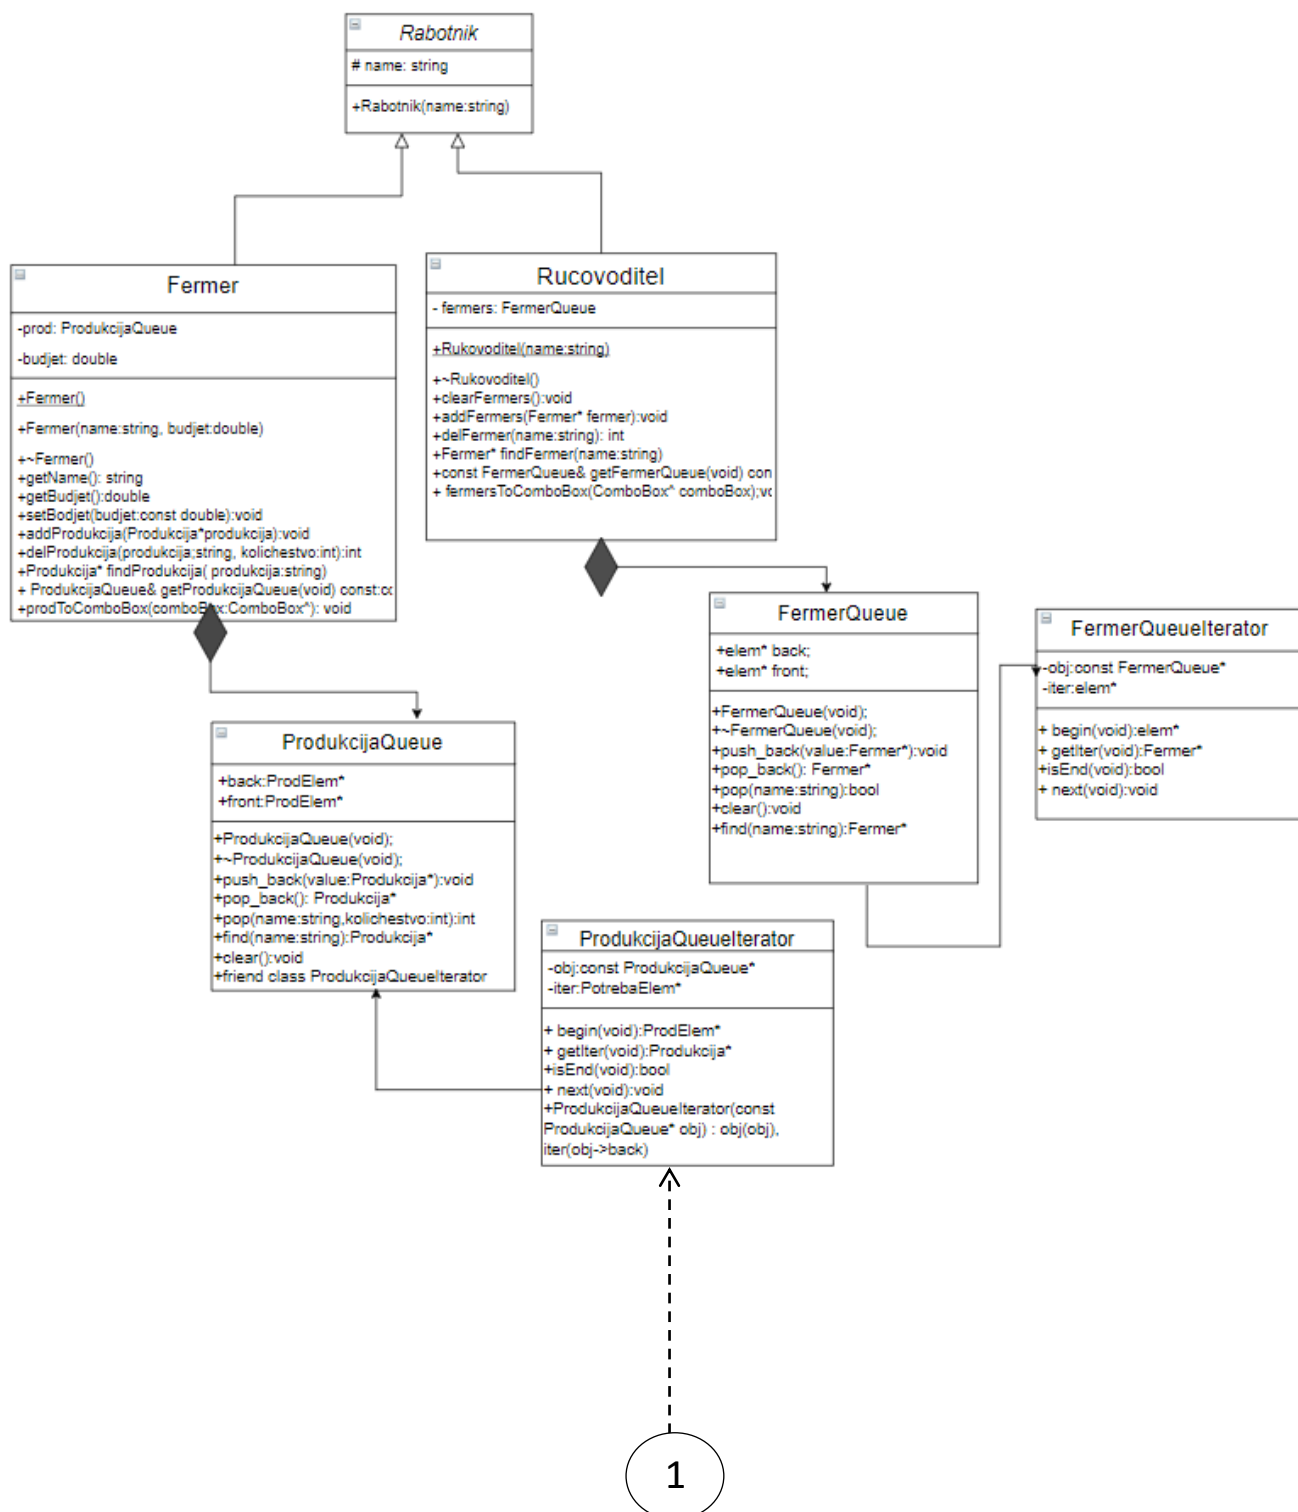 Rabotnik
# name: string
+Rabotnik(name:string)
Fermer
-prod: ProdukcijaQueue
-budjet: double
+Fermer()
+Fermer(name:string, budjet:double)
+~Fermer()
+getName(): string
+getBudjet():double
+setBodjet(budjet:const double):void
+addProdukcija(Produkcija*produkcija):void
+delProdukcija(produkcija;string, kolichestvo:int):int
+Produkcija* findProdukcija( produkcija:string)
+ ProdukcijaQueue& getProdukcijaQueue(void) const:cc
+prodToComboBox(comboBox:ComboBox^): void
Rucovoditel
- fermers: FermerQueue
+Rukovoditel(name:string)
+~Rukovoditel()
+clearFermers():void
+addFermers(Fermer* fermer):void
+delFermer(name:string): int
+Fermer* findFermer(name:string)
+const FermerQueue& getFermerQueue(void) con
+ fermersToComboBox(ComboBox^ comboBox);vc
FermerQueue
+elem* back;
+elem* front;
+FermerQueue(void);
+~FermerQueue(void);
+push_back(value:Fermer*):void
+pop_back(): Fermer*
+pop(name:string):bool
+clear():void
+find(name:string):Fermer*
FermerQueueIterator
-obj:const FermerQueue*
-iter:elem*
+ begin(void):elem*
+ getIter(void):Fermer*
+isEnd(void):bool
+ next(void):void
ProdukcijaQueue
+back:ProdElem*
+front:ProdElem*
+ProdukcijaQueue(void);
+~ProdukcijaQueue(void);
+push_back(value:Produkcija*):void
+pop_back(): Produkcija*
+pop(name:string,kolichestvo:int):int
+find(name:string):Produkcija*
+clear():void
+friend class ProdukcijaQueueIterator
ProdukcijaQueueIterator
-obj:const ProdukcijaQueue*
-iter:PotrebaElem*
+ begin(void):ProdElem*
+ getIter(void):Produkcija*
+isEnd(void):bool
+ next(void):void
+ProdukcijaQueueIterator(const
ProdukcijaQueue* obj) : obj(obj),
iter(obj->back)
1